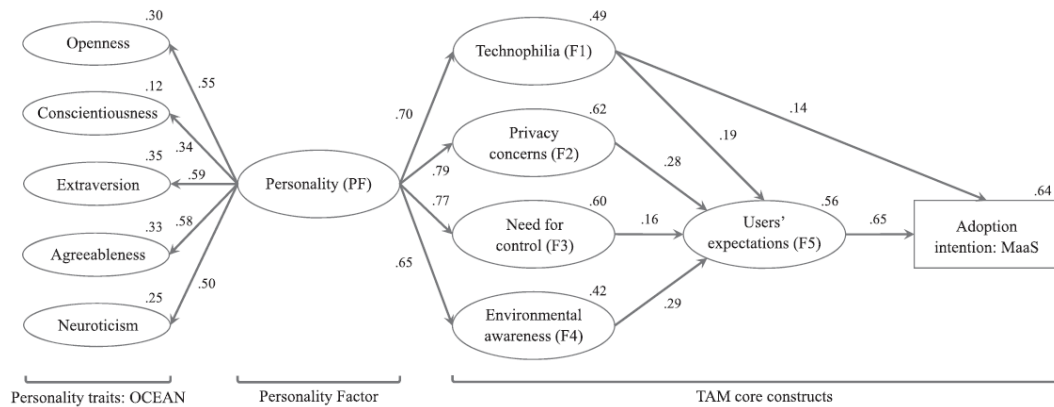 .30
Openness
.12
Conscientiousness
.35
Extraversion
.33
Agreeableness
.25
Neuroticism
.55
.34
.59
.58
.50
Personality (PF)
.70
.79
.77
.65
.49
Technophilia (F1)
.62
Privacy
concerns (F2)
.60
Need for
control (F3)
.42
Environmental
awareness (F4)
.14
.19
.28
.16
.29
.56
Users'
expectations (F5)
.65
.64
Adoption
intention: MaaS
Personality traits: OCEAN
Personality Factor
TAM core constructs